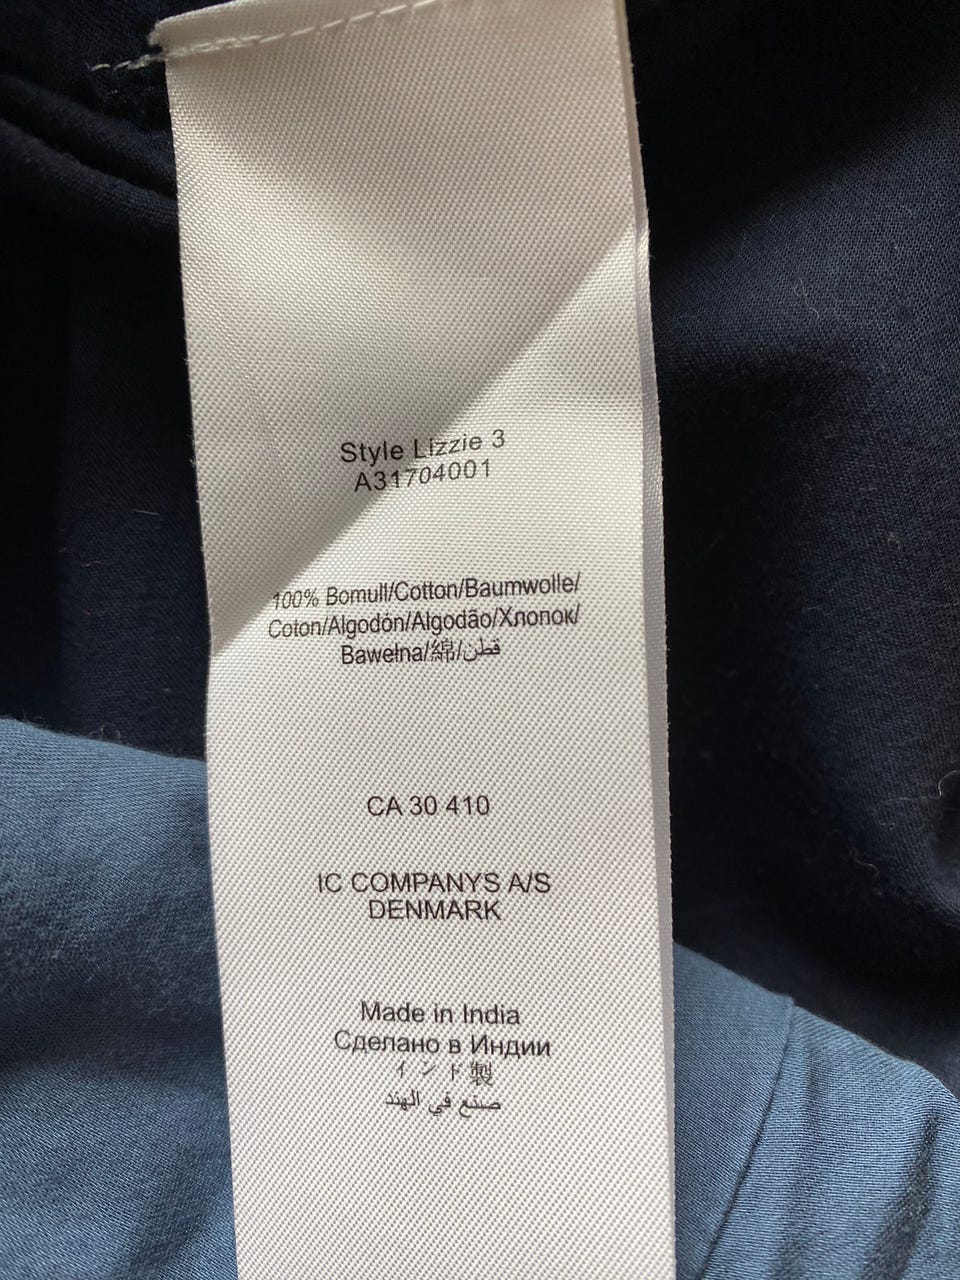 Style Lizzie 3
A31704001
100% Bomull/Cotton/Baumwolle/
Coton/Algodón/Algodão/Хлопок/
Bawełna/綿/قطن
CA 30 410
IC COMPANYS A/S
DENMARK
Made in India
Сделано в Индии
インド製
صنع في الهند